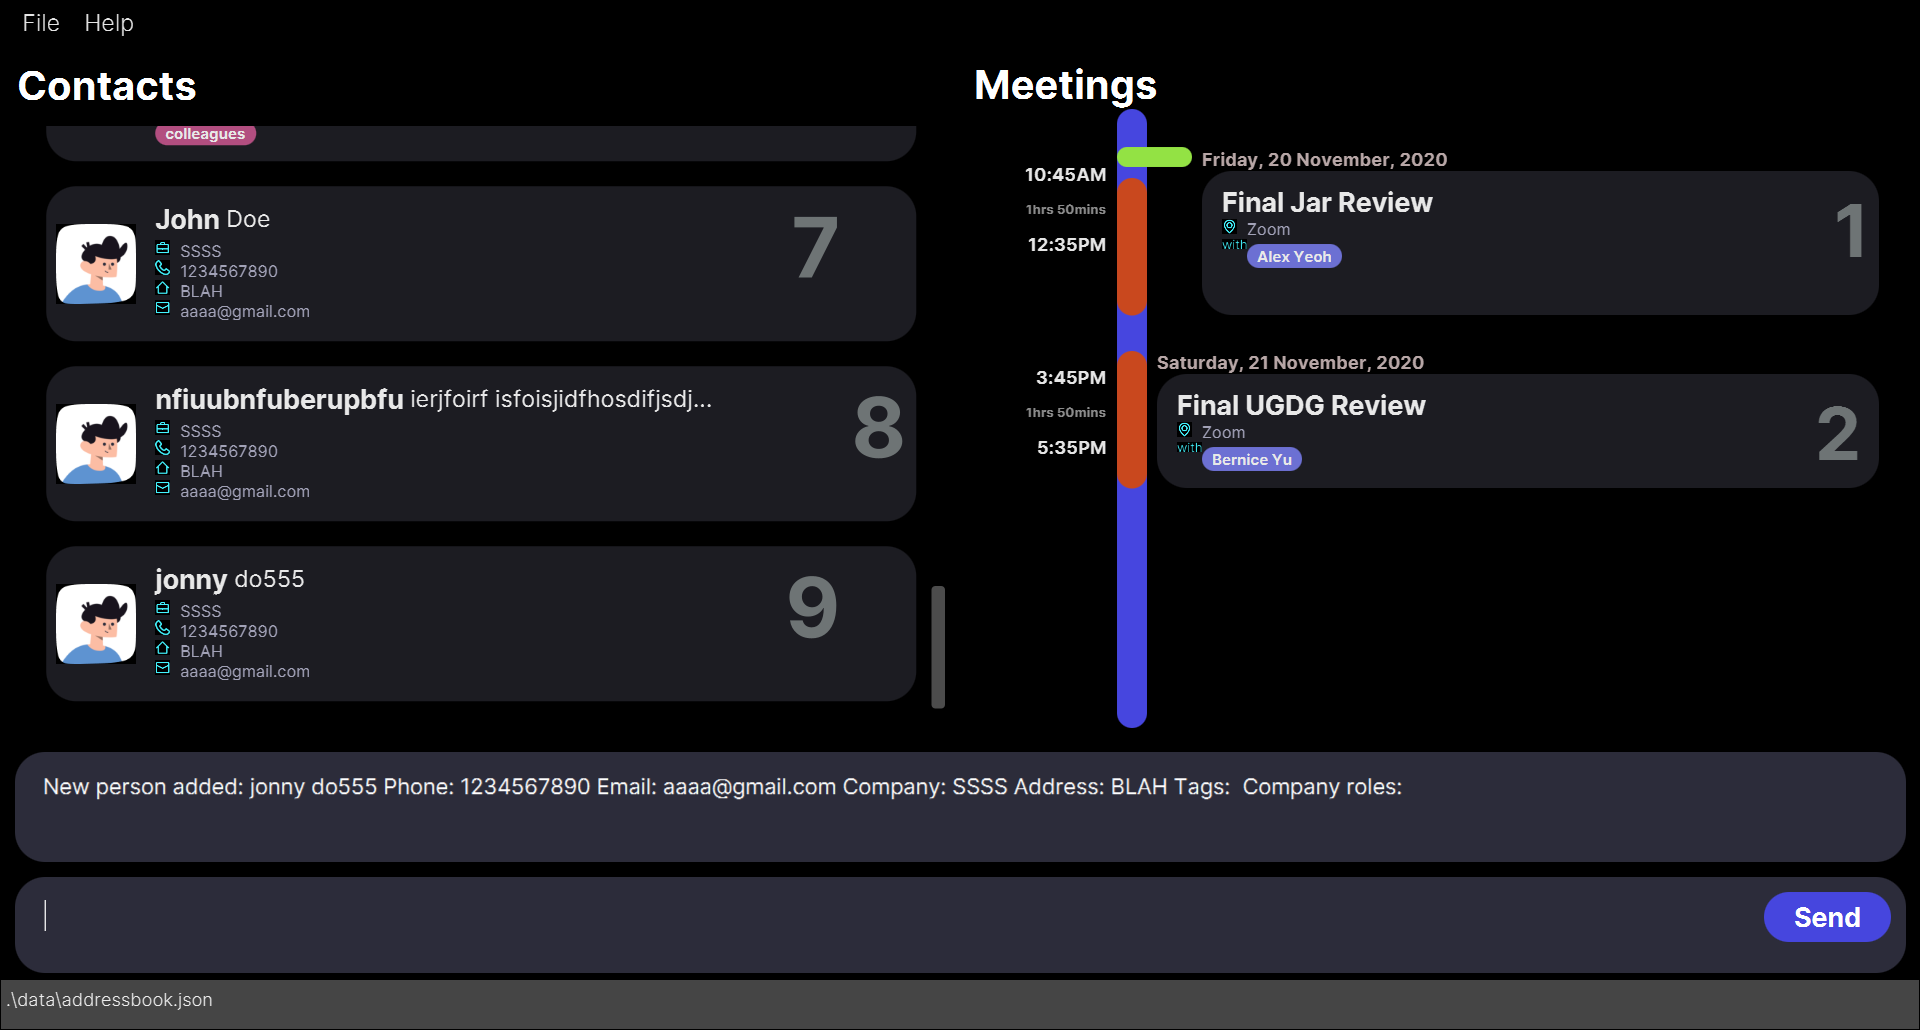 File Help
Contacts
colleagues
John Doe
7
SSSS
1234567890
BLAH
aaaa@gmail.com
nfiuubnfuberupbfu ierjfoirf isfoisjidfhosdifjsdj...
8
SSSS
1234567890
BLAH
aaaa@gmail.com
jonny do555
9
SSSS
1234567890
BLAH
aaaa@gmail.com
Meetings
Friday, 20 November, 2020
10:45AM
1hrs 50mins
12:35PM
Final Jar Review
1
Zoom
with Alex Yeoh
Saturday, 21 November, 2020
3:45PM
1hrs 50mins
5:35PM
Final UGDG Review
2
Zoom
with Bernice Yu
New person added: jonny do555 Phone: 1234567890 Email: aaaa@gmail.com Company: SSSS Address: BLAH Tags:  Company roles:
Send
.\data\addressbook.json